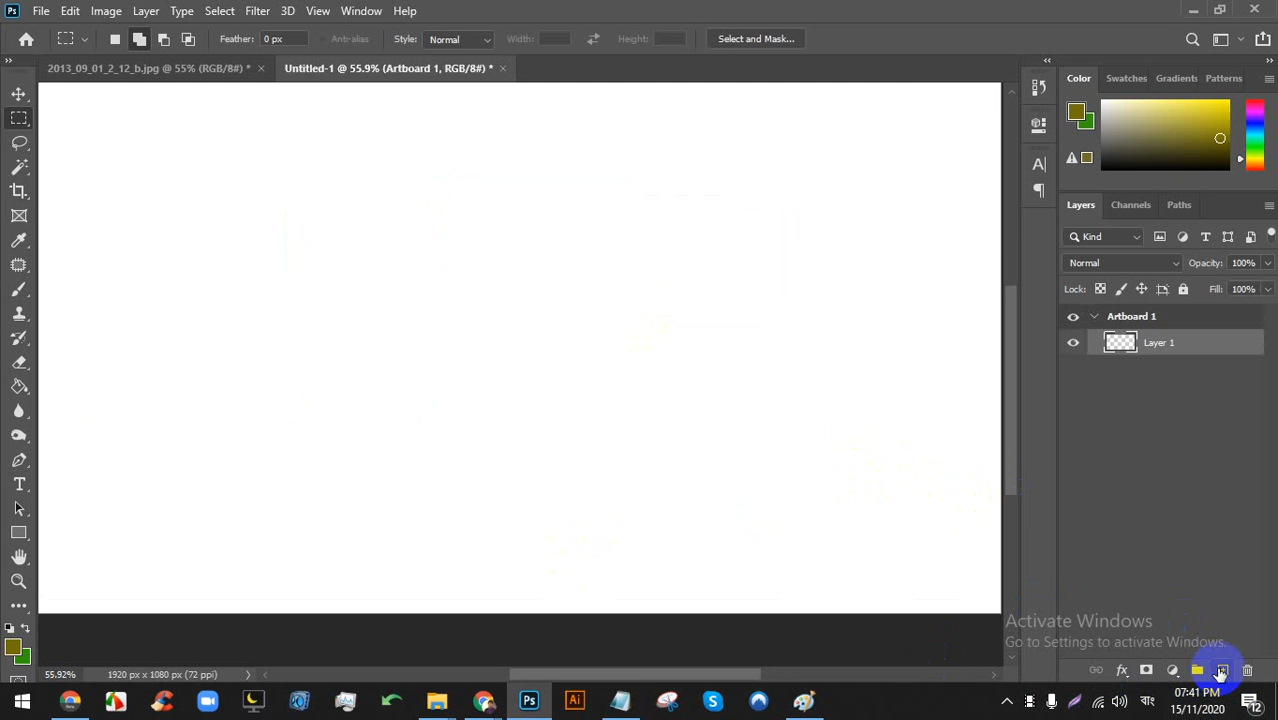 Ps File Edit Image Layer Type Select Filter 3D View Window Help
Feather: 0 px Anti-alias Style: Normal Width: Height: Select and Mask...
2013_09_01_2_12_b.jpg @ 55% (RGB/8#) * × Untitled-1 @ 55.9% (Artboard 1, RGB/8#) * ×
Color Swatches Gradients Patterns
Layers Channels Paths
Kind
Normal Opacity: 100%
Lock: Fill: 100%
Artboard 1
Layer 1
Activate Windows
Go to Settings to activate Windows.
fx
55.92% 1920 px x 1080 px (72 ppi)
Ps Ai S বাং 07:41 PM
15/11/2020 12